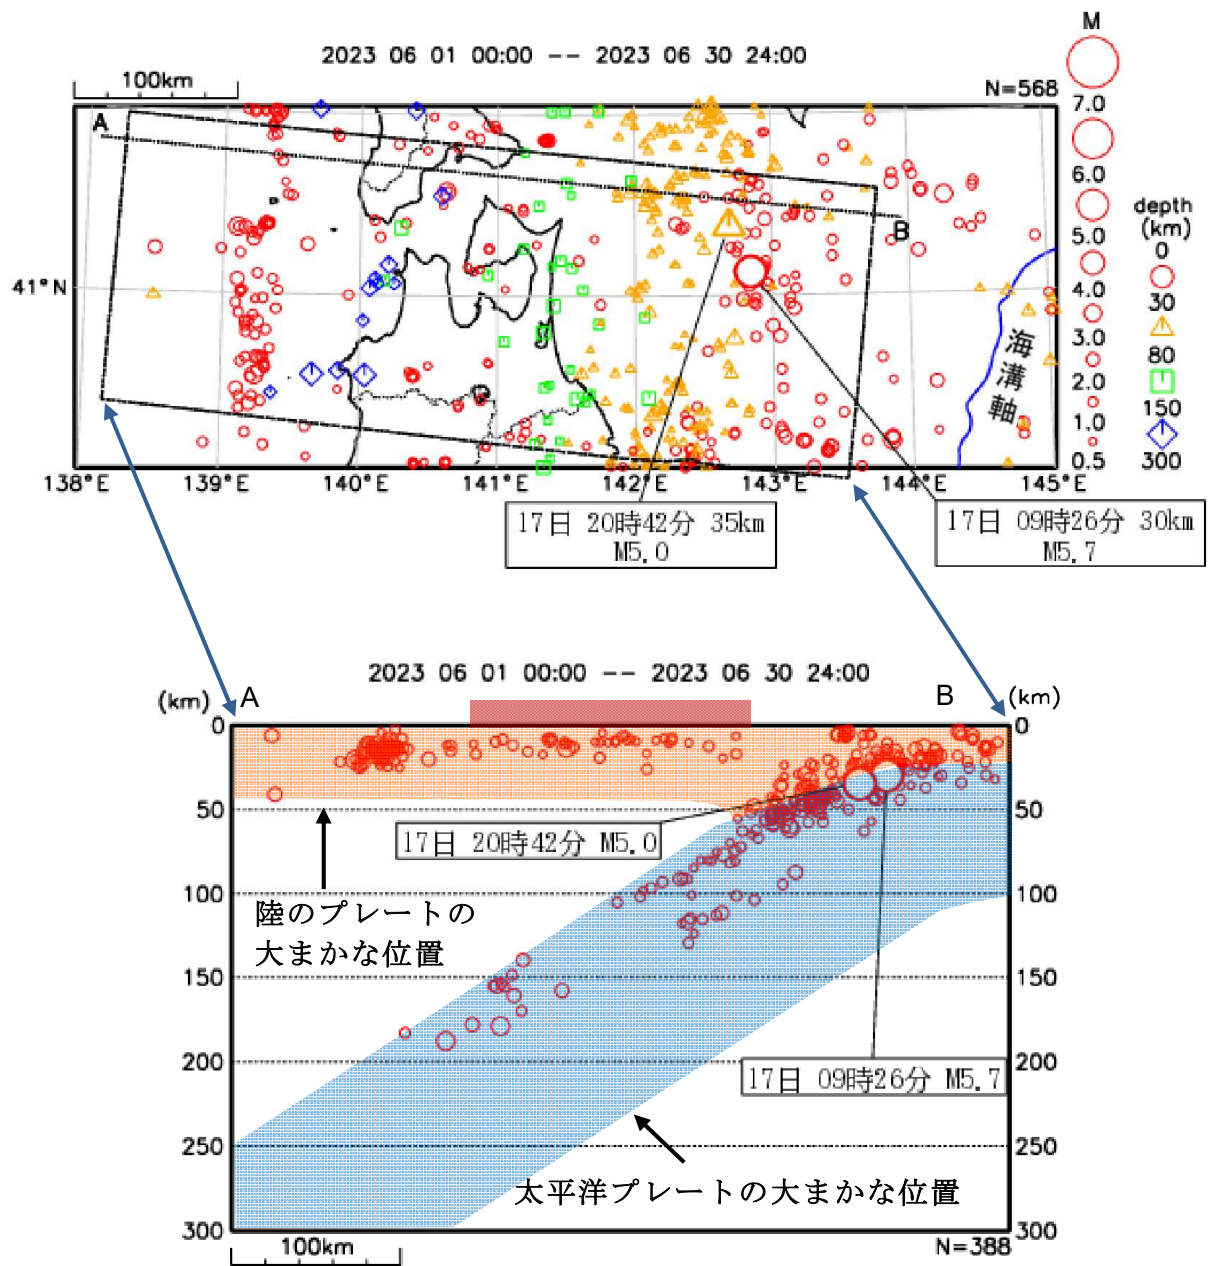 M
2023 06 01 00:00 -- 2023 06 30 24:00
100km
N=568
7.0
6.0
5.0
4.0
3.0
2.0
1.0
0.5
depth
(km)
0
30
80
150
300
A
B
41°N
海溝軸
138°E
139°E
140°E
141°E
142°E
143°E
144°E
145°E
17日 20時42分 35km
M5.0
17日 09時26分 30km
M5.7
2023 06 01 00:00 -- 2023 06 30 24:00
(km)
A
B
(km)
0
0
50
50
17日 20時42分 M5.0
100
100
陸のプレートの
大まかな位置
150
150
200
200
17日 09時26分 M5.7
250
250
太平洋プレートの大まかな位置
300
300
100km
N=388